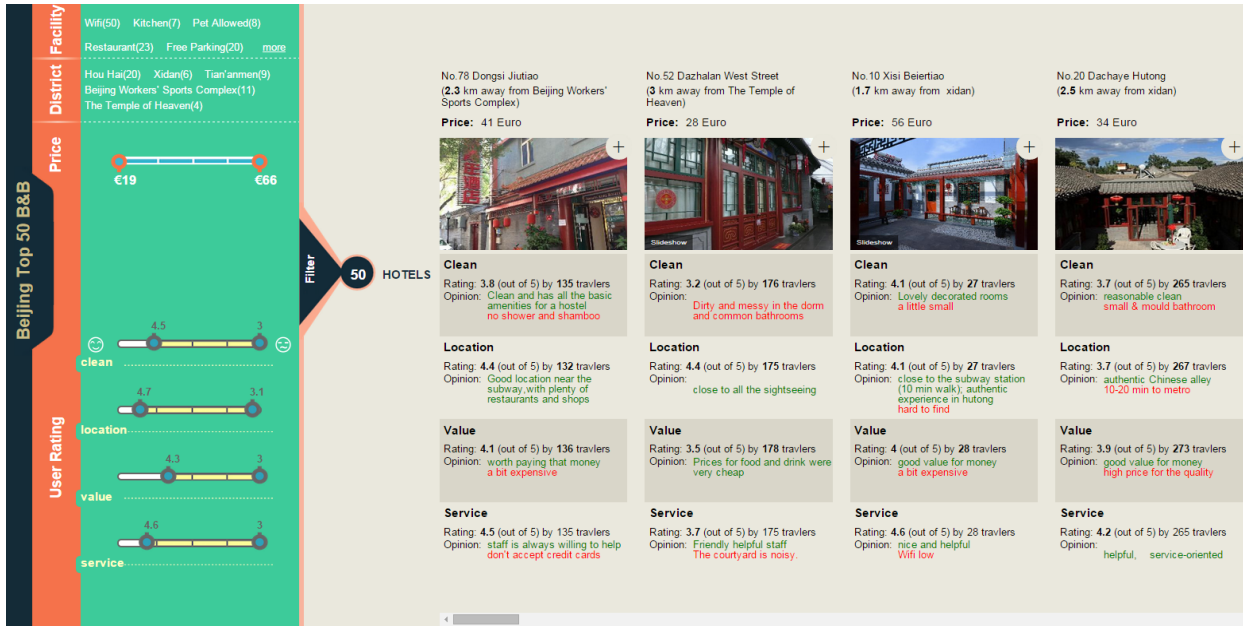 Beijing Top 50 B&B
Facility
Wifi(50) Kitchen(7) Pet Allowed(8)
Restaurant(23) Free Parking(20) more
District
Hou Hai(20) Xidan(6) Tian'anmen(9)
Beijing Workers' Sports Complex(11)
The Temple of Heaven(4)
Price
€19 €66
User Rating
4.5 3
clean
4.7 3.1
location
4.3 3
value
4.6 3
service
Filter
50 HOTELS
No.78 Dongsi Jiutiao
(2.3 km away from Beijing Workers'
Sports Complex)
Price: 41 Euro
+
Clean
Rating: 3.8 (out of 5) by 135 travlers
Opinion: Clean and has all the basic
amenities for a hostel
no shower and shamboo
Location
Rating: 4.4 (out of 5) by 132 travlers
Opinion: Good location near the
subway,with plenty of
restaurants and shops
Value
Rating: 4.1 (out of 5) by 136 travlers
Opinion: worth paying that money
a bit expensive
Service
Rating: 4.5 (out of 5) by 135 travlers
Opinion: staff is always willing to help
don't accept credit cards
No.52 Dazhalan West Street
(3 km away from The Temple of
Heaven)
Price: 28 Euro
+
Slideshow
Clean
Rating: 3.2 (out of 5) by 176 travlers
Opinion:
Dirty and messy in the dorm
and common bathrooms
Location
Rating: 4.4 (out of 5) by 175 travlers
Opinion:
close to all the sightseeing
Value
Rating: 3.5 (out of 5) by 178 travlers
Opinion: Prices for food and drink were
very cheap
Service
Rating: 3.7 (out of 5) by 175 travlers
Opinion: Friendly helpful staff
The courtyard is noisy.
No.10 Xisi Beiertiao
(1.7 km away from xidan)
Price: 56 Euro
+
Slideshow
Clean
Rating: 4.1 (out of 5) by 27 travlers
Opinion: Lovely decorated rooms
a little small
Location
Rating: 4.1 (out of 5) by 27 travlers
Opinion: close to the subway station
(10 min walk); authentic
experience in hutong
hard to find
Value
Rating: 4 (out of 5) by 28 travlers
Opinion: good value for money
a bit expensive
Service
Rating: 4.6 (out of 5) by 28 travlers
Opinion: nice and helpful
Wifi low
No.20 Dachaye Hutong
(2.5 km away from xidan)
Price: 34 Euro
+
Clean
Rating: 3.7 (out of 5) by 265 travlers
Opinion: reasonable clean
small & mould bathroom
Location
Rating: 3.7 (out of 5) by 267 travlers
Opinion: authentic Chinese alley
10-20 min to metro
Value
Rating: 3.9 (out of 5) by 273 travlers
Opinion: good value for money
high price for the quality
Service
Rating: 4.2 (out of 5) by 265 travlers
Opinion:
helpful, service-oriented